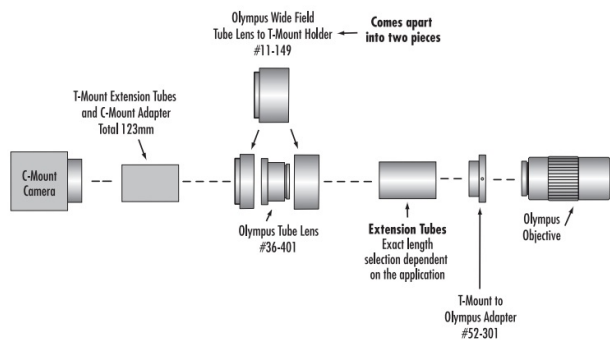 Olympus Wide Field
Tube Lens to T-Mount Holder
#11-149
Comes apart
into two pieces
T-Mount Extension Tubes
and C-Mount Adapter
Total 123mm
C-Mount
Camera
Olympus Tube Lens
#36-401
Extension Tubes
Exact length
selection dependent
on the application
Olympus
Objective
T-Mount to
Olympus Adapter
#52-301